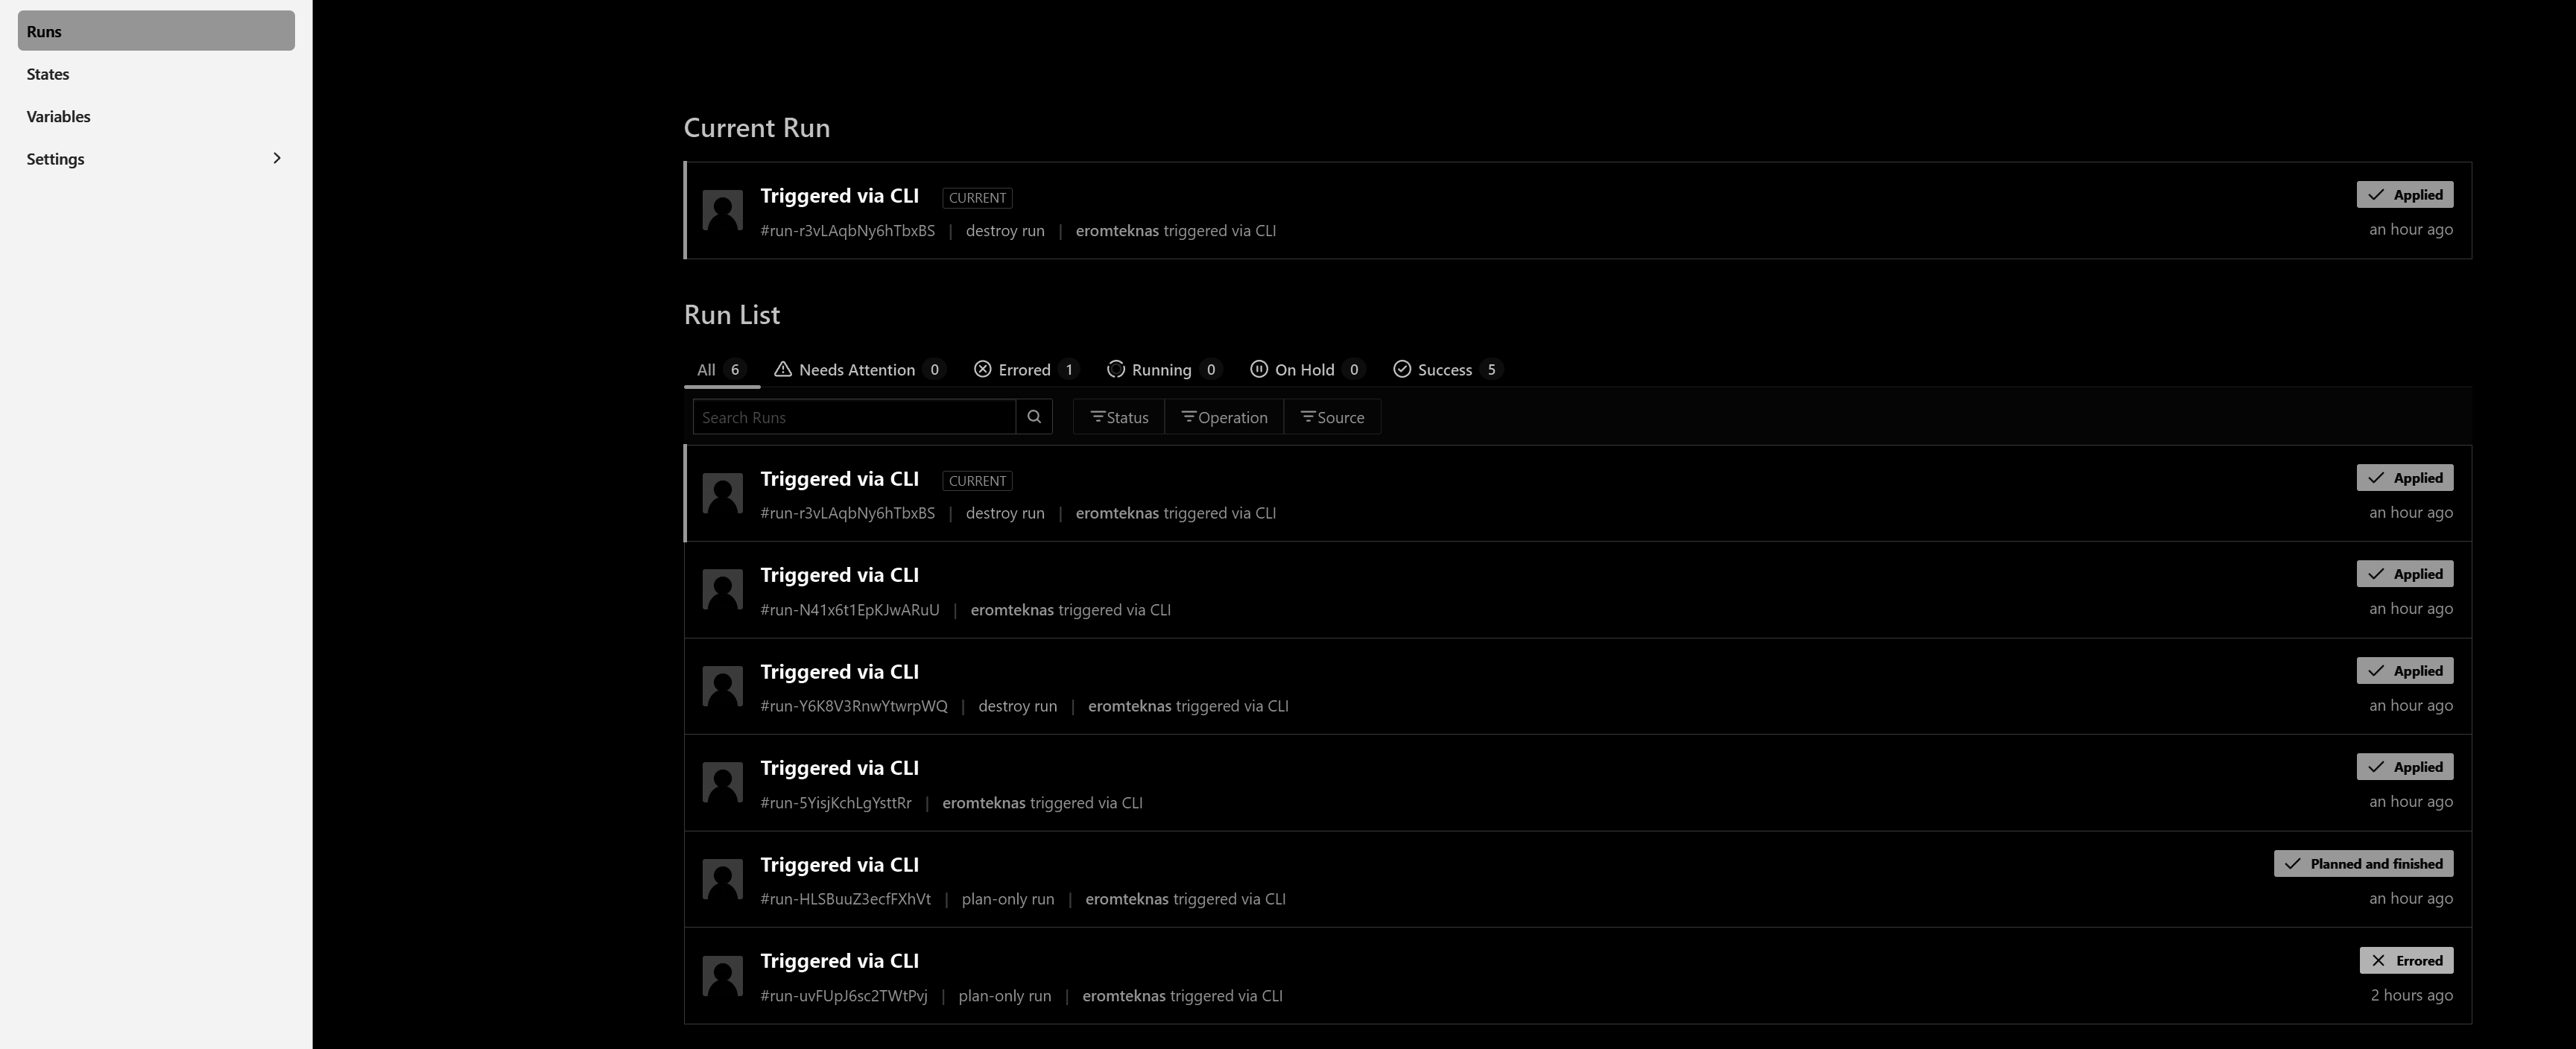 Runs
States
Variables
Settings
Current Run
Triggered via CLI CURRENT Applied
#run-r3vLAqbNy6hTbxBS | destroy run | eromteknas triggered via CLI an hour ago
Run List
All 6 Needs Attention 0 Errored 1 Running 0 On Hold 0 Success 5
Search Runs Status Operation Source
Triggered via CLI CURRENT Applied
#run-r3vLAqbNy6hTbxBS | destroy run | eromteknas triggered via CLI an hour ago
Triggered via CLI Applied
#run-N41x6t1EpKJwARuU | eromteknas triggered via CLI an hour ago
Triggered via CLI Applied
#run-Y6K8V3RnwYtwrpWQ | destroy run | eromteknas triggered via CLI an hour ago
Triggered via CLI Applied
#run-5YisjKchLgYsttRr | eromteknas triggered via CLI an hour ago
Triggered via CLI Planned and finished
#run-HLSBuuZ3ecfFXhVt | plan-only run | eromteknas triggered via CLI an hour ago
Triggered via CLI Errored
#run-uvFUpJ6sc2TWtPvj | plan-only run | eromteknas triggered via CLI 2 hours ago